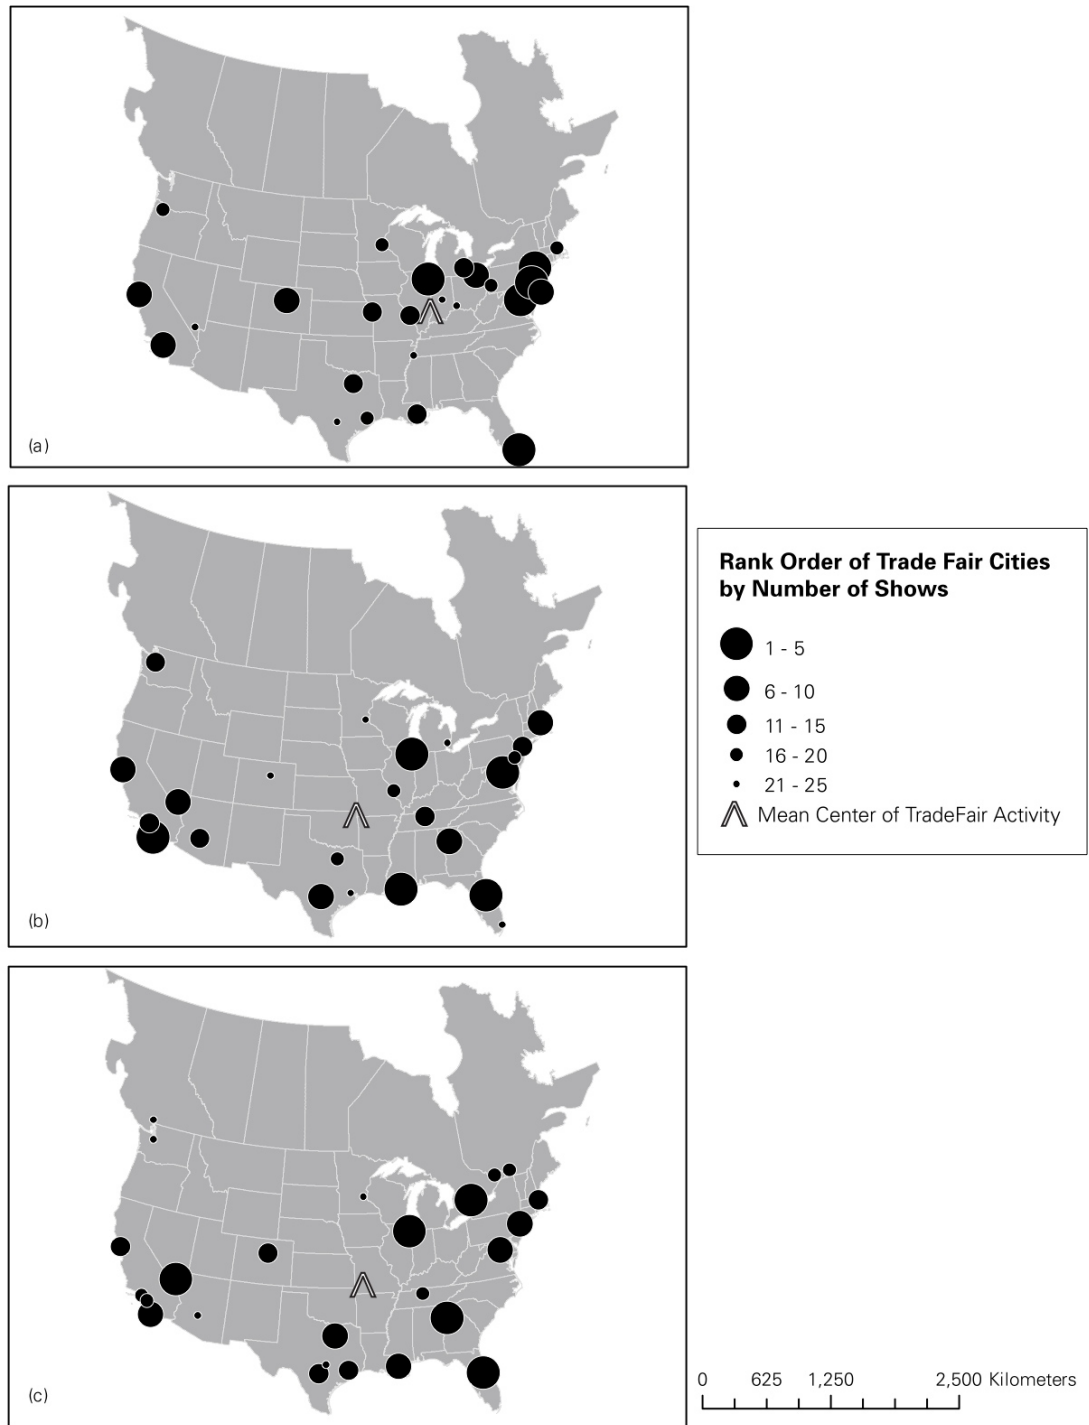 (a)
(b)
Rank Order of Trade Fair Cities
by Number of Shows
1 - 5
6 - 10
11 - 15
16 - 20
21 - 25
Mean Center of TradeFair Activity
(c)
0 625 1,250 2,500 Kilometers